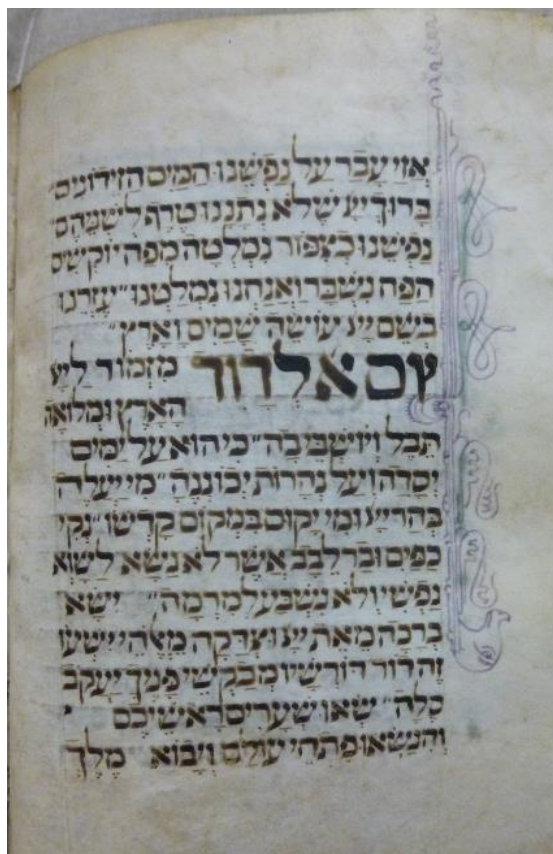 אזי עבר על נפשנו המים הזידונים
ברוך ייי שלא נתננו טרף לשניהם
נפשנו כצפור נמלטה מפח יוקשים
הפח נשבר ואנחנו נמלטנו״ עזרנו
בשם ייי עושה שמים וארץ״
לדוד מזמור ליי
הארץ ומלואה
תבל ויושבי בה״ כי הוא על ימים
יסדה ועל נהרות יכוננה״ מי יעלה
בהר ייי ומי יקום במקום קדשו״ נקי
כפים ובר לבב אשר לא נשא לשוא
נפשי ולא נשבע למרמה״ ישא
ברכה מאת ייי וצדקה מאלהי ישעו
זה דור דורשיו מבקשי פניך יעקב
סלה״ שאו שערים ראשיכם
והנשאו פתחי עולם ויבוא מלך